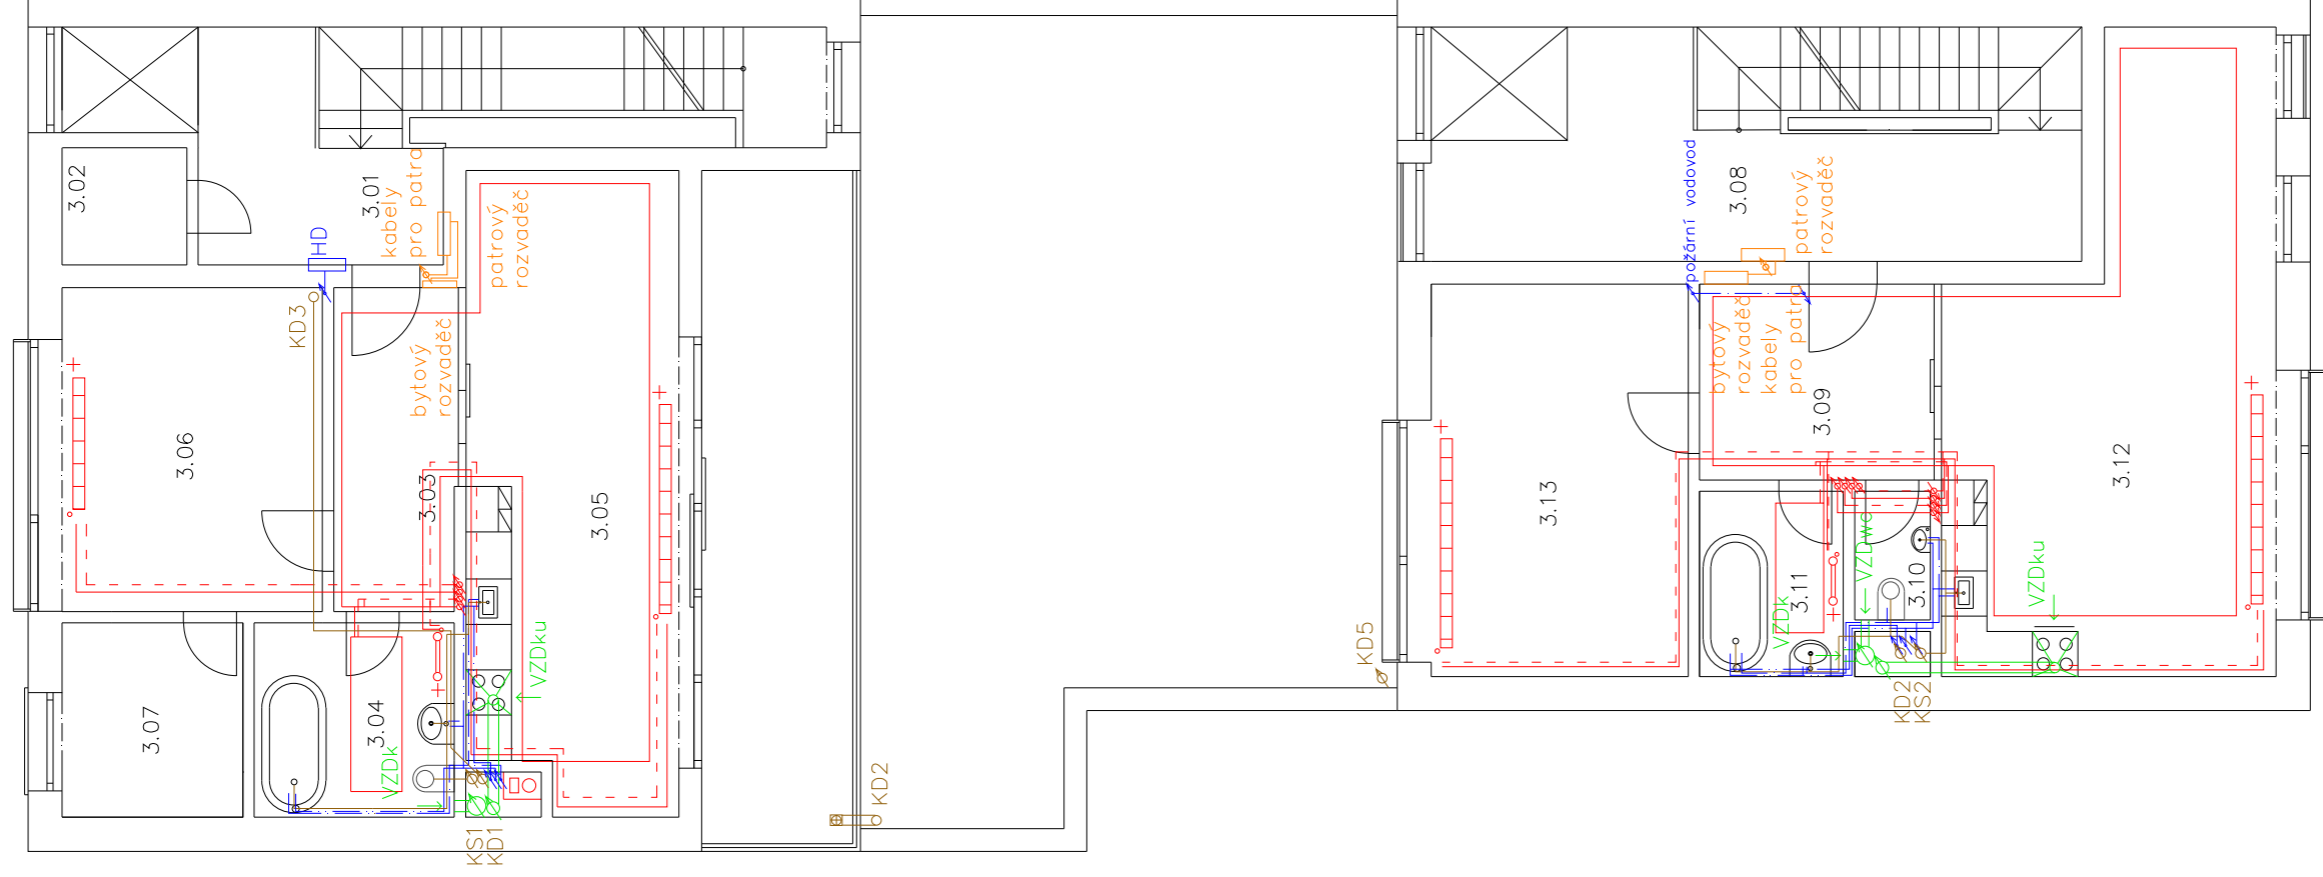 3.02
3.01
kabely
pro patro
HD
patrový
rozvaděč
KD3
bytový
rozvaděč
3.06
3.03
3.05
3.07
3.04
VZDk
VZDku
KS1
KD1
KD2
požární vodovod
3.08
patrový
rozvaděč
bytový
rozvaděč
kabely
pro patro
3.09
3.13
3.12
VZDwc
3.10
3.11
VZDk
VZDku
KD5
KD2
KS2